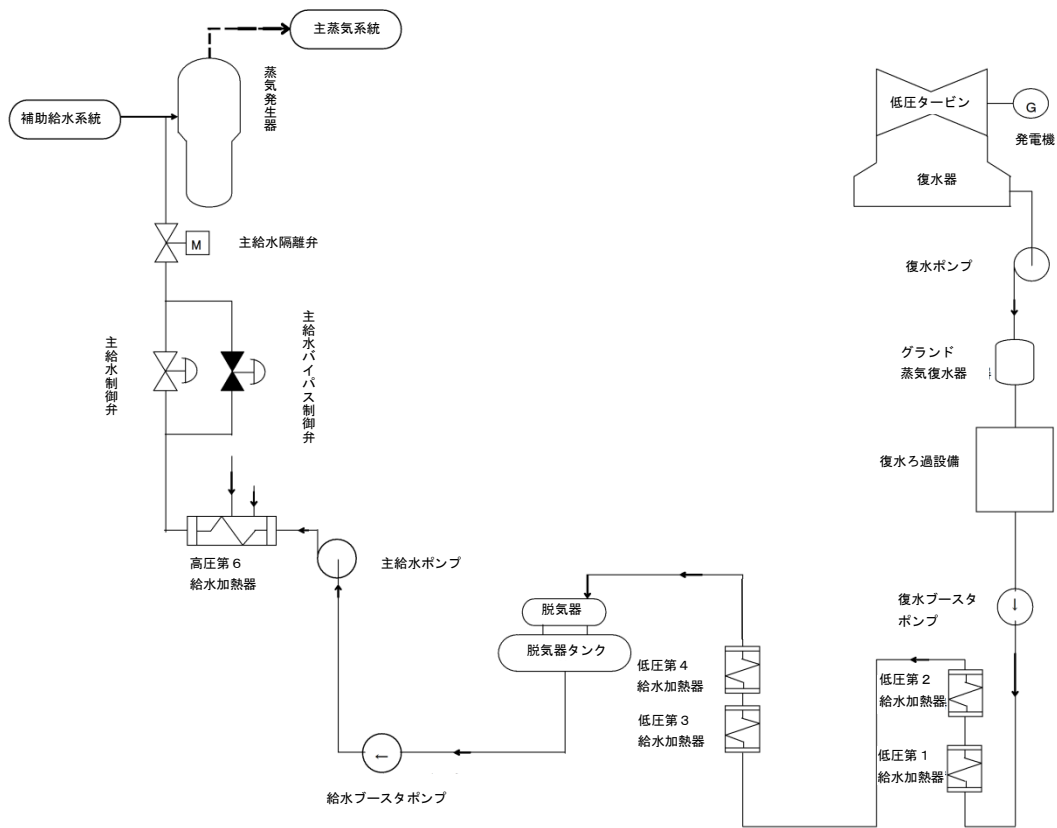 主蒸気系統
蒸気発生器
補助給水系統
低圧タービン
G
発電機
復水器
M
主給水隔離弁
復水ポンプ
主給水制御弁
主給水バイパス制御弁
グランド
蒸気復水器
復水ろ過設備
高圧第6
給水加熱器
主給水ポンプ
復水ブースタ
ポンプ
脱気器
脱気器タンク
低圧第4
給水加熱器
低圧第3
給水加熱器
低圧第2
給水加熱器
低圧第1
給水加熱器
給水ブースタポンプ